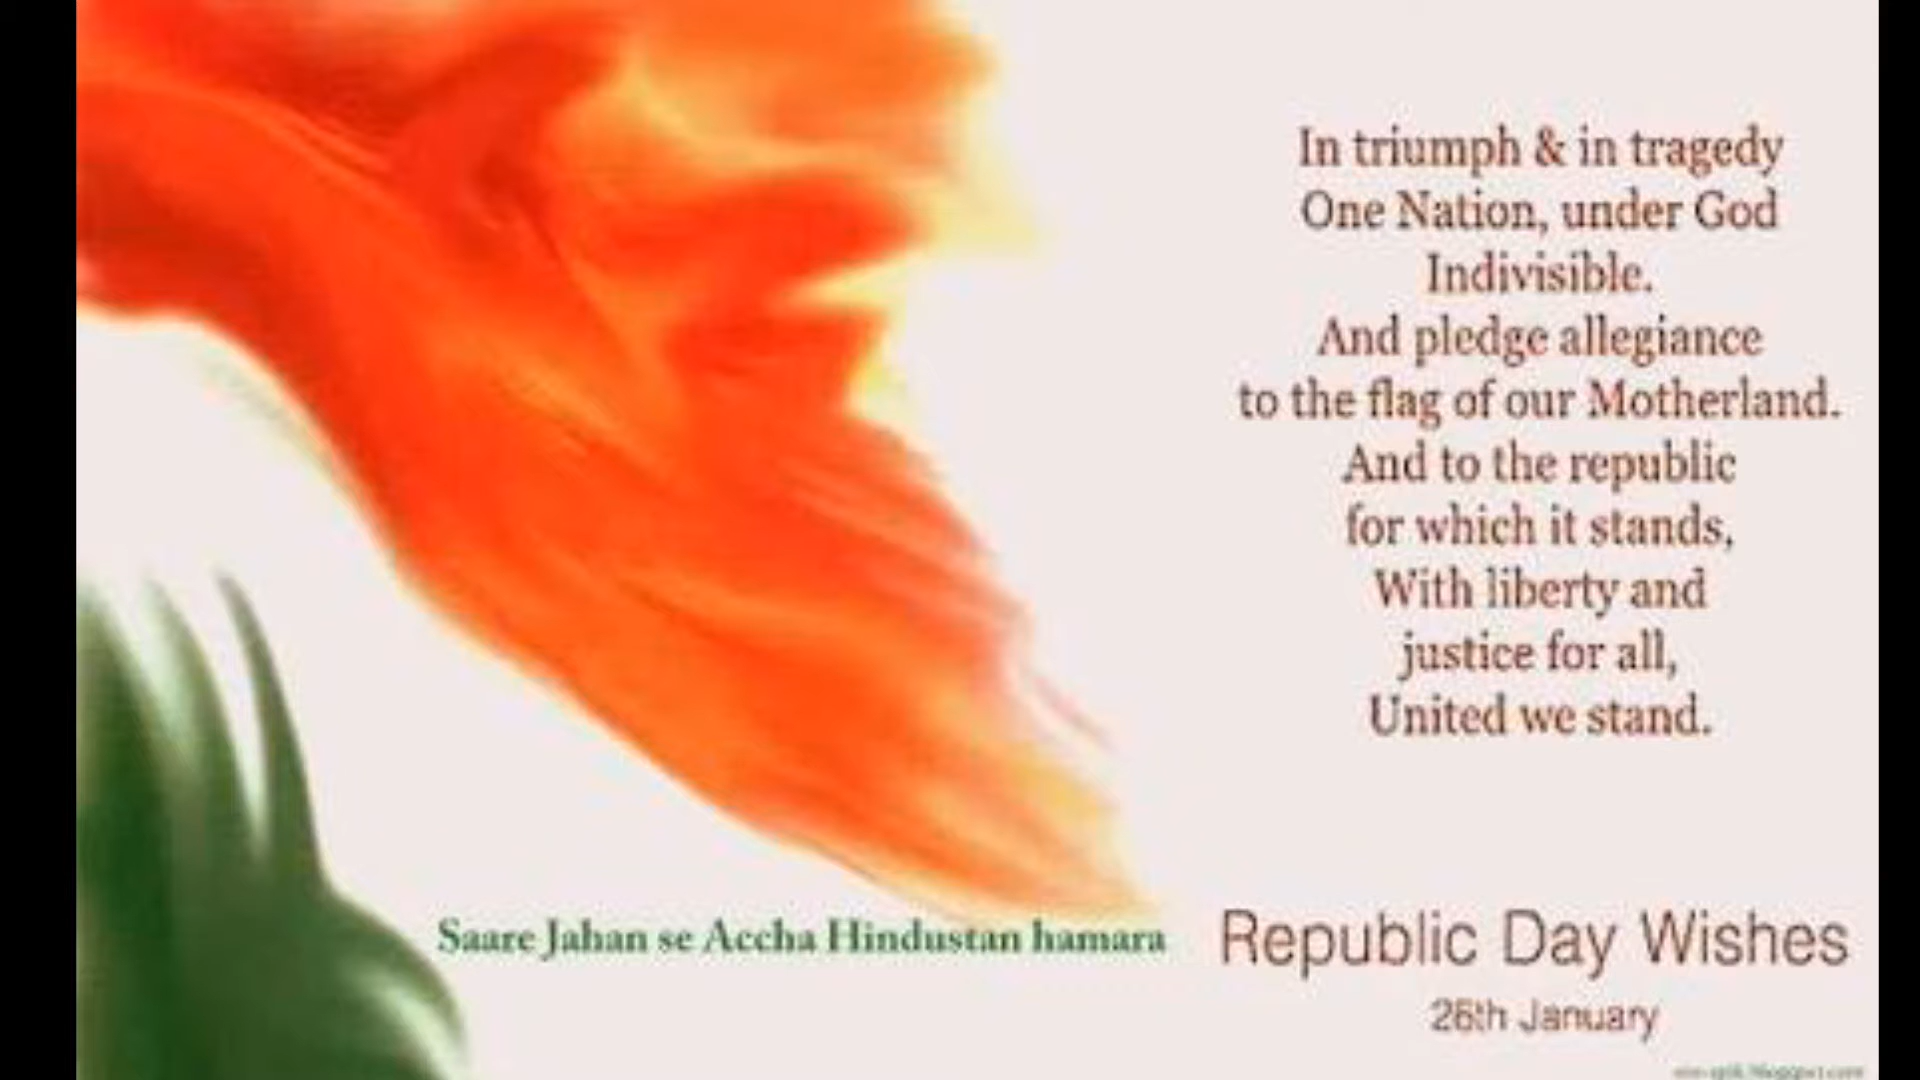 In triumph & in tragedy
One Nation, under God
Indivisible.
And pledge allegiance
to the flag of our Motherland.
And to the republic
for which it stands,
With liberty and
justice for all,
United we stand.
Saare Jahan se Accha Hindustan hamara
Republic Day Wishes
26th January